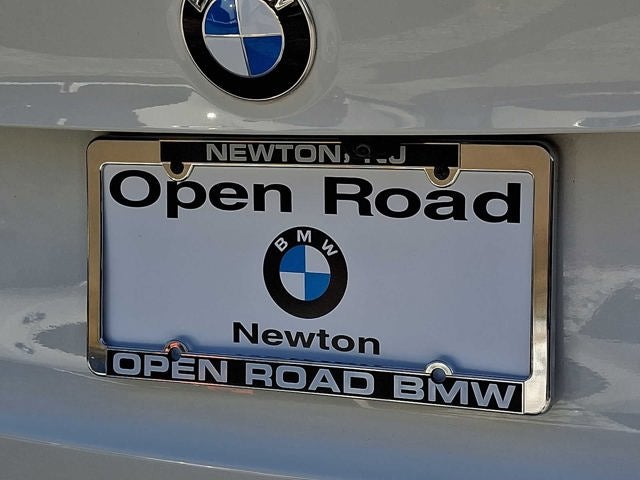 NEWTON, NJ
Open Road
BMW
Newton
OPEN ROAD BMW